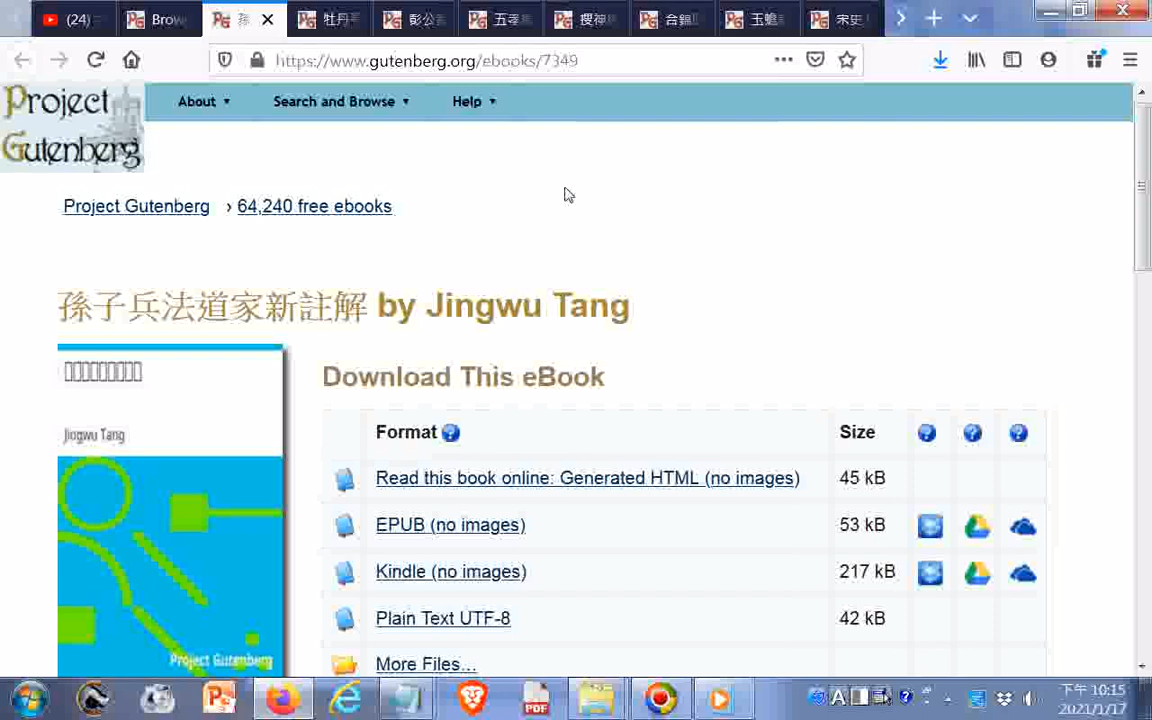 (24)
Brow
孫
牡丹
彭公
五
搜神
合錦
玉蟾
宋史
https://www.gutenberg.org/ebooks/7349
Project
Gutenberg
About
Search and Browse
Help
Project Gutenberg › 64,240 free ebooks
孫子兵法道家新註解 by Jingwu Tang
Jingwu Tang
Project Gutenberg
Download This eBook
Format Size
Read this book online: Generated HTML (no images) 45 kB
EPUB (no images) 53 kB
Kindle (no images) 217 kB
Plain Text UTF-8 42 kB
More Files…
PDF
A
下午 10:15
2021/1/17